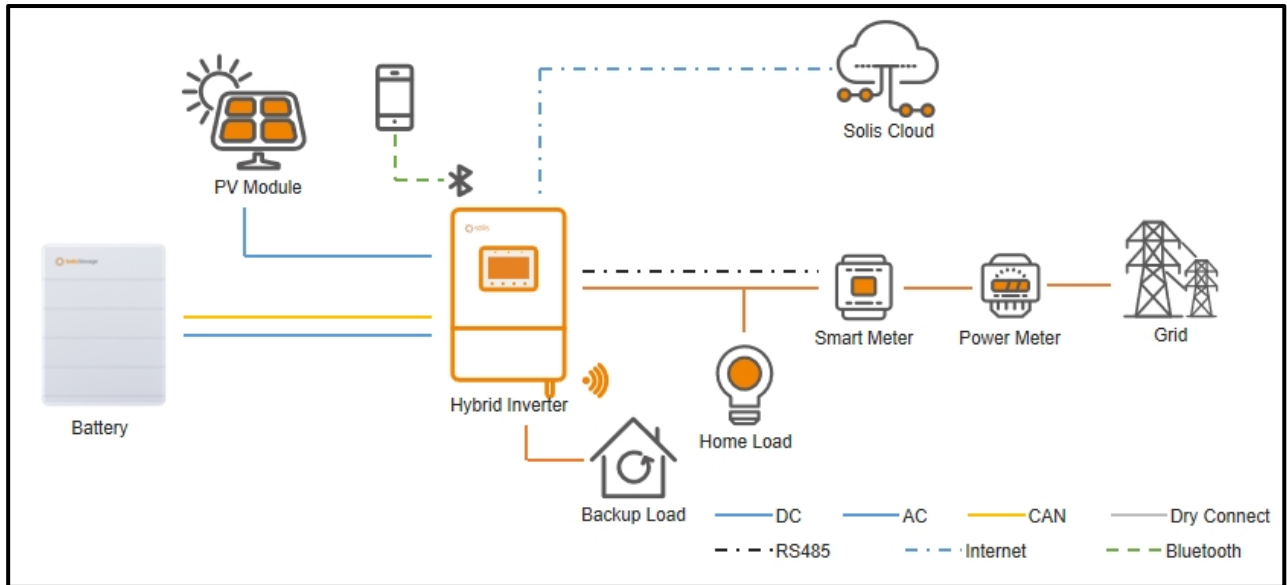 Solis Cloud
PV Module
solis
Smart Meter
Power Meter
Grid
Hybrid Inverter
Battery
Home Load
Backup Load
DC
AC
CAN
Dry Connect
RS485
Internet
Bluetooth